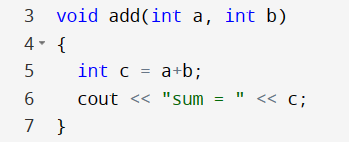 3 void add(int a, int b)
4 {
5 int c = a+b;
6 cout << "sum = " << c;
7 }